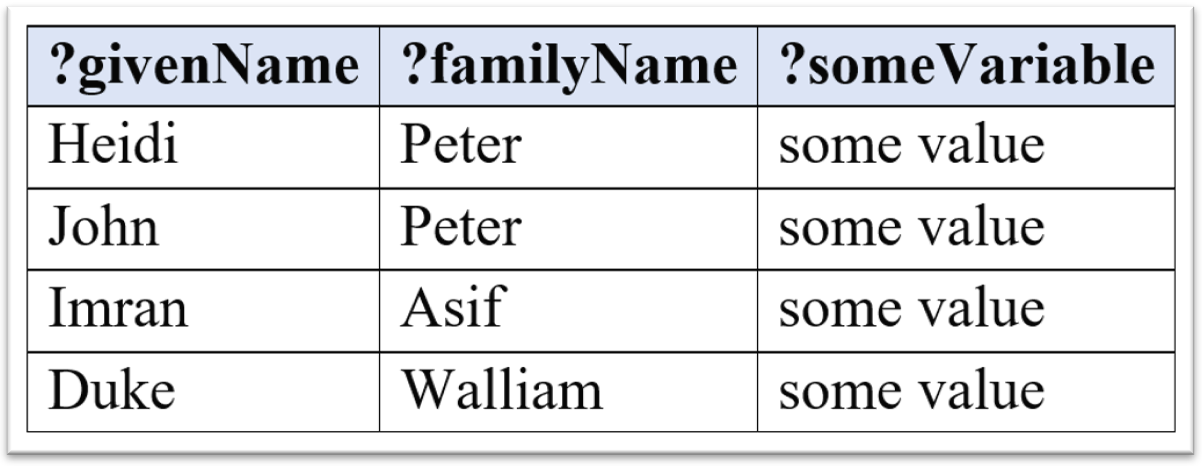 ?givenName ?familyName ?someVariable
Heidi Peter some value
John Peter some value
Imran Asif some value
Duke Walliam some value